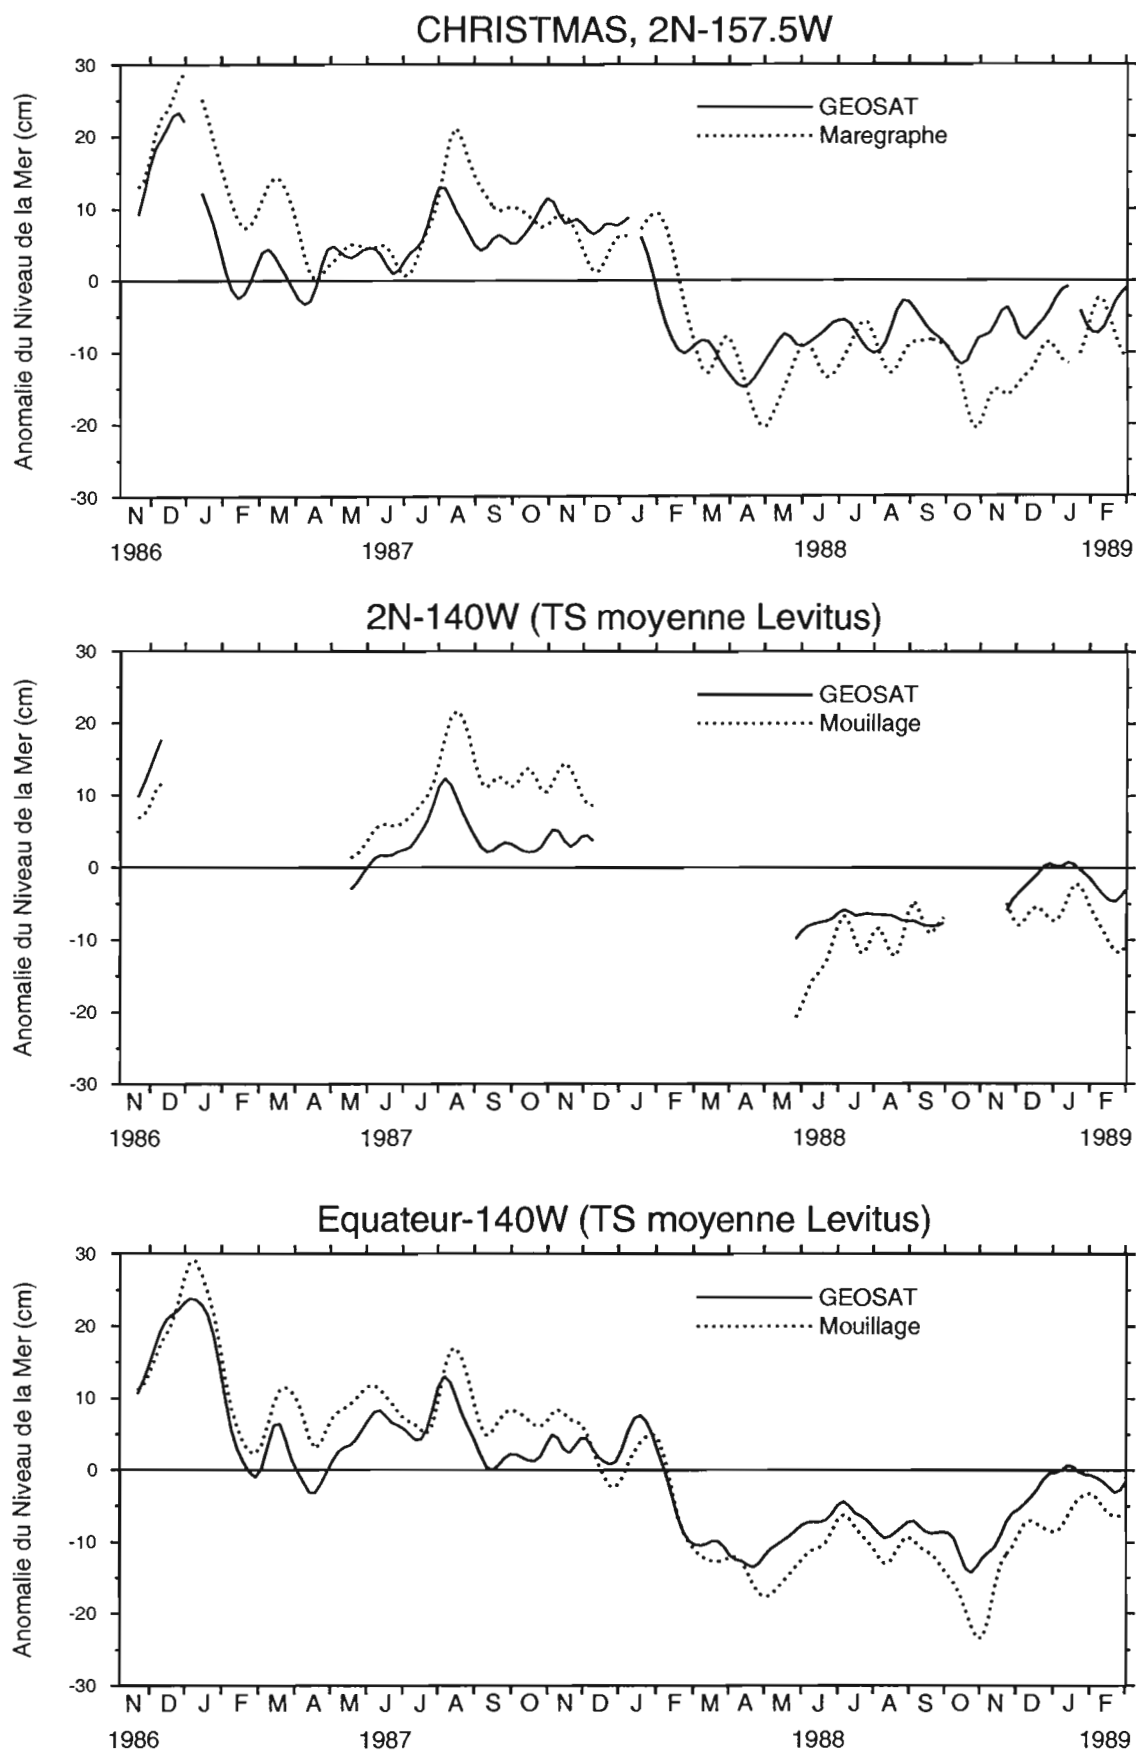 CHRISTMAS, 2N-157.5W
Anomalie du Niveau de la Mer (cm)
30
20
10
0
-10
-20
-30
GEOSAT
Maregraphe
N D J F M A M J J A S O N D J F M A M J J A S O N D J F
1986 1987 1988 1989
2N-140W (TS moyenne Levitus)
Anomalie du Niveau de la Mer (cm)
30
20
10
0
-10
-20
-30
GEOSAT
Mouillage
N D J F M A M J J A S O N D J F M A M J J A S O N D J F
1986 1987 1988 1989
Equateur-140W (TS moyenne Levitus)
Anomalie du Niveau de la Mer (cm)
30
20
10
0
-10
-20
-30
GEOSAT
Mouillage
N D J F M A M J J A S O N D J F M A M J J A S O N D J F
1986 1987 1988 1989